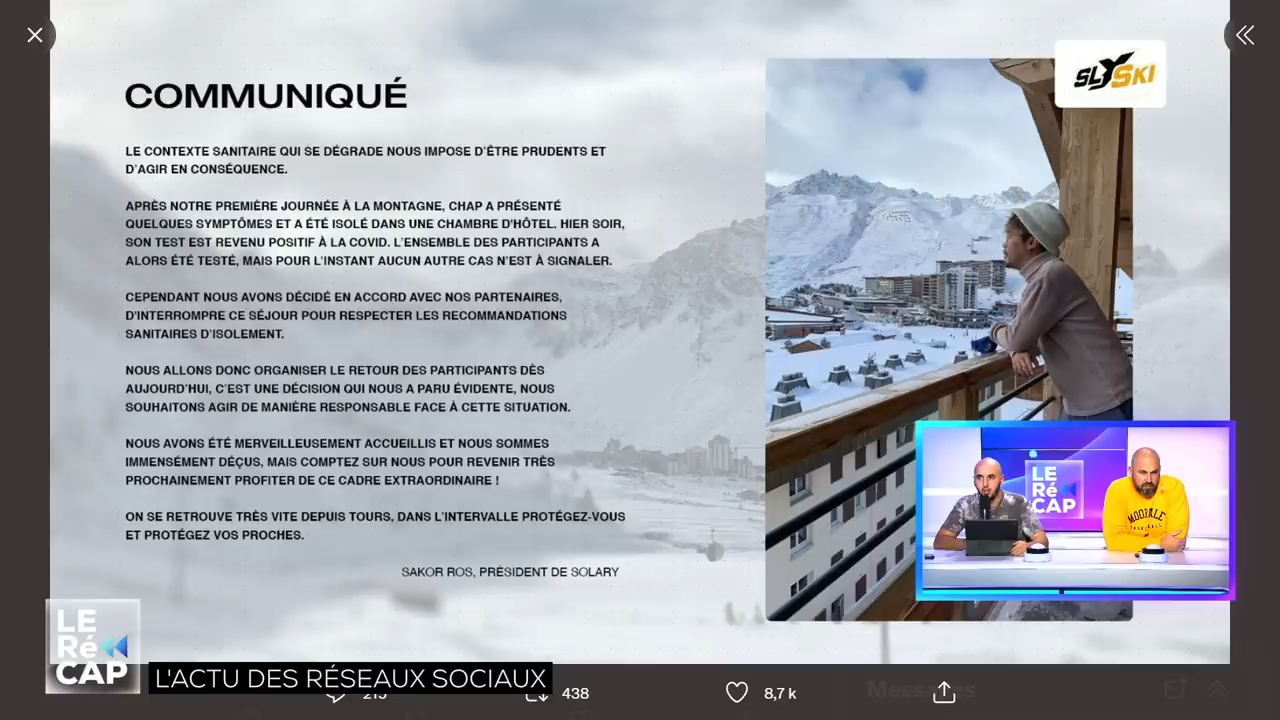 SLYSKI
COMMUNIQUÉ
LE CONTEXTE SANITAIRE QUI SE DÉGRADE NOUS IMPOSE D'ÊTRE PRUDENTS ET
D'AGIR EN CONSÉQUENCE.
APRÈS NOTRE PREMIÈRE JOURNÉE À LA MONTAGNE, CHAP A PRÉSENTÉ
QUELQUES SYMPTÔMES ET A ÉTÉ ISOLÉ DANS UNE CHAMBRE D'HÔTEL. HIER SOIR,
SON TEST EST REVENU POSITIF À LA COVID. L'ENSEMBLE DES PARTICIPANTS A
ALORS ÉTÉ TESTÉ, MAIS POUR L'INSTANT AUCUN AUTRE CAS N'EST À SIGNALER.
CEPENDANT NOUS AVONS DÉCIDÉ EN ACCORD AVEC NOS PARTENAIRES,
D'INTERROMPRE CE SÉJOUR POUR RESPECTER LES RECOMMANDATIONS
SANITAIRES D'ISOLEMENT.
NOUS ALLONS DONC ORGANISER LE RETOUR DES PARTICIPANTS DÈS
AUJOURD'HUI, C'EST UNE DÉCISION QUI NOUS A PARU ÉVIDENTE, NOUS
SOUHAITONS AGIR DE MANIÈRE RESPONSABLE FACE À CETTE SITUATION.
NOUS AVONS ÉTÉ MERVEILLEUSEMENT ACCUEILLIS ET NOUS SOMMES
IMMENSÉMENT DÉÇUS, MAIS COMPTEZ SUR NOUS POUR REVENIR TRÈS
PROCHAINEMENT PROFITER DE CE CADRE EXTRAORDINAIRE !
ON SE RETROUVE TRÈS VITE DEPUIS TOURS, DANS L'INTERVALLE PROTÉGEZ-VOUS
ET PROTÉGEZ VOS PROCHES.
SAKOR ROS, PRÉSIDENT DE SOLARY
LE
Ré
CAP
LE
Ré
CAP
L'ACTU DES RÉSEAUX SOCIAUX
438
8,7 k
Messages